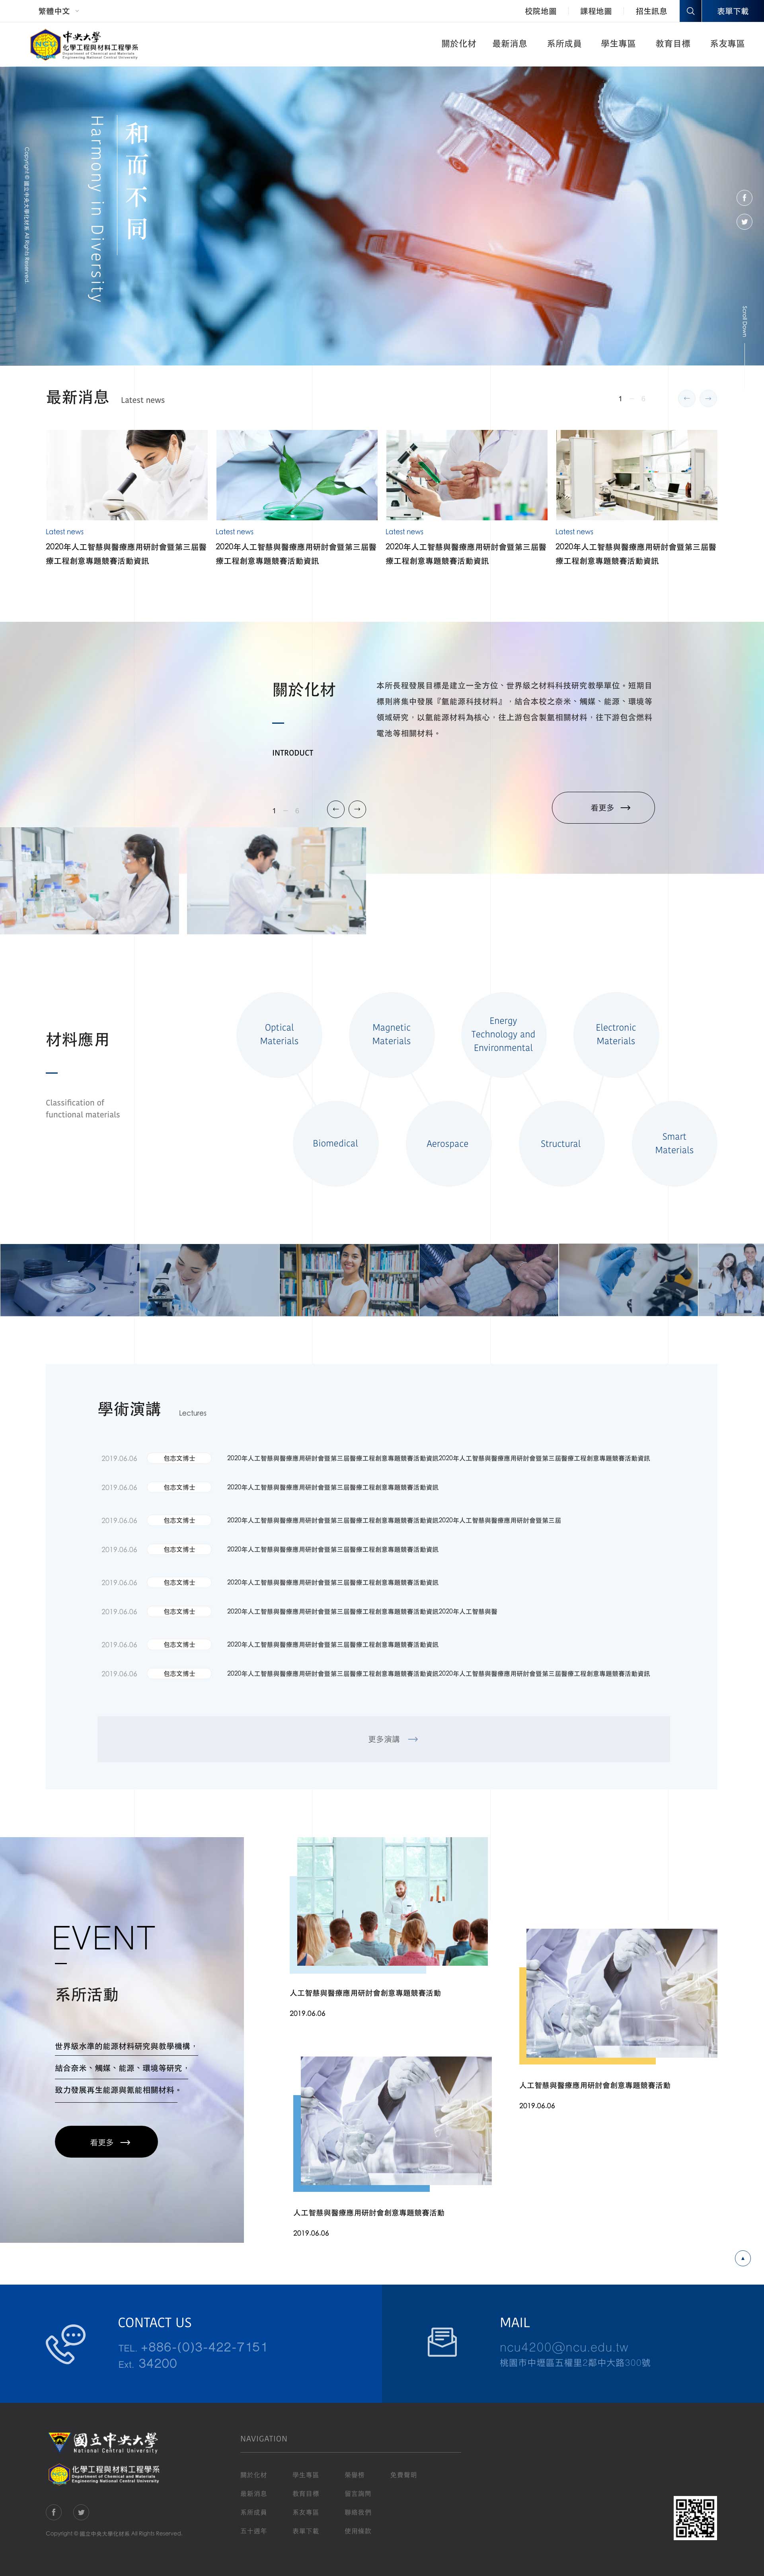 繁體中文
校院地圖
課程地圖
招生訊息
表單下載
中央大學
化學工程與材料工程學系
Department of Chemical and Materials
Engineering National Central University
關於化材
最新消息
系所成員
學生專區
教育目標
系友專區
和而不同
Harmony in Diversity
Copyright © 國立中央大學化材系 All Rights Reserved.
Scroll Down
最新消息
Latest news
1 — 6
Latest news
2020年人工智慧與醫療應用研討會暨第三屆醫
療工程創意專題競賽活動資訊
Latest news
2020年人工智慧與醫療應用研討會暨第三屆醫
療工程創意專題競賽活動資訊
Latest news
2020年人工智慧與醫療應用研討會暨第三屆醫
療工程創意專題競賽活動資訊
Latest news
2020年人工智慧與醫療應用研討會暨第三屆醫
療工程創意專題競賽活動資訊
關於化材
INTRODUCT
本所長程發展目標是建立一全方位、世界級之材料科技研究教學單位。短期目
標則將集中發展『氫能源科技材料』，結合本校之奈米、觸媒、能源、環境等
領域研究，以氫能源材料為核心，往上游包含製氫相關材料，往下游包含燃料
電池等相關材料。
1 — 6
看更多
材料應用
Classification of
functional materials
Optical
Materials
Magnetic
Materials
Energy
Technology and
Environmental
Electronic
Materials
Biomedical
Aerospace
Structural
Smart
Materials
學術演講
Lectures
2019.06.06 包志文博士 2020年人工智慧與醫療應用研討會暨第三屆醫療工程創意專題競賽活動資訊2020年人工智慧與醫療應用研討會暨第三屆醫療工程創意專題競賽活動資訊
2019.06.06 包志文博士 2020年人工智慧與醫療應用研討會暨第三屆醫療工程創意專題競賽活動資訊
2019.06.06 包志文博士 2020年人工智慧與醫療應用研討會暨第三屆醫療工程創意專題競賽活動資訊2020年人工智慧與醫療應用研討會暨第三屆
2019.06.06 包志文博士 2020年人工智慧與醫療應用研討會暨第三屆醫療工程創意專題競賽活動資訊
2019.06.06 包志文博士 2020年人工智慧與醫療應用研討會暨第三屆醫療工程創意專題競賽活動資訊
2019.06.06 包志文博士 2020年人工智慧與醫療應用研討會暨第三屆醫療工程創意專題競賽活動資訊2020年人工智慧與醫
2019.06.06 包志文博士 2020年人工智慧與醫療應用研討會暨第三屆醫療工程創意專題競賽活動資訊
2019.06.06 包志文博士 2020年人工智慧與醫療應用研討會暨第三屆醫療工程創意專題競賽活動資訊2020年人工智慧與醫療應用研討會暨第三屆醫療工程創意專題競賽活動資訊
更多演講
EVENT
系所活動
世界級水準的能源材料研究與教學機構，
結合奈米、觸媒、能源、環境等研究，
致力發展再生能源與氫能相關材料。
看更多
人工智慧與醫療應用研討會創意專題競賽活動
2019.06.06
人工智慧與醫療應用研討會創意專題競賽活動
2019.06.06
人工智慧與醫療應用研討會創意專題競賽活動
2019.06.06
CONTACT US
TEL. +886-(0)3-422-7151
Ext. 34200
MAIL
ncu4200@ncu.edu.tw
桃園市中壢區五權里2鄰中大路300號
國立中央大學
National Central University
化學工程與材料工程學系
Department of Chemical and Materials
Engineering National Central University
Copyright © 國立中央大學化材系 All Rights Reserved.
NAVIGATION
關於化材 學生專區 榮譽榜 免責聲明
最新消息 教育目標 留言詢問
系所成員 系友專區 聯絡我們
五十週年 表單下載 使用條款